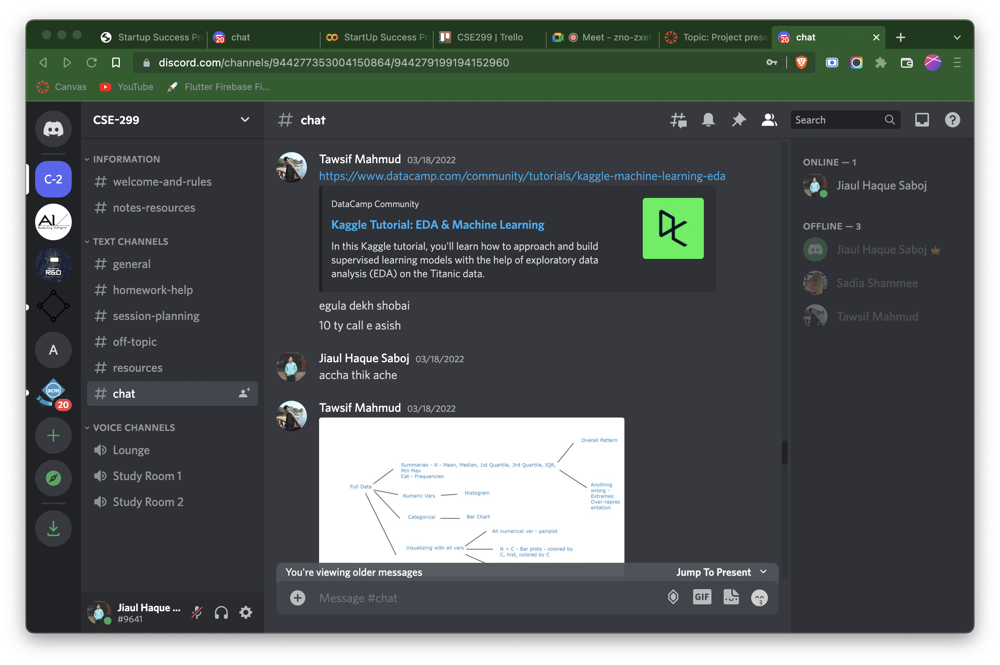 Startup Success Pre
20 chat
StartUp Success Pr
CSE299 | Trello
Meet - zno-zxet
Topic: Project prese
20 chat
discord.com/channels/944277353004150864/944279199194152960
Canvas
YouTube
Flutter Firebase Fi...
CSE-299
# chat
Search
C-2
AI
Accelerating Intelligence
R&D
A
acm
N
20
INFORMATION
# welcome-and-rules
# notes-resources
TEXT CHANNELS
# general
# homework-help
# session-planning
# off-topic
# resources
# chat
VOICE CHANNELS
Lounge
Study Room 1
Study Room 2
Jiaul Haque ...
#9641
Tawsif Mahmud 03/18/2022
https://www.datacamp.com/community/tutorials/kaggle-machine-learning-eda
DataCamp Community
Kaggle Tutorial: EDA & Machine Learning
In this Kaggle tutorial, you'll learn how to approach and build
supervised learning models with the help of exploratory data
analysis (EDA) on the Titanic data.
egula dekh shobai
10 ty call e asish
Jiaul Haque Saboj 03/18/2022
accha thik ache
Tawsif Mahmud 03/18/2022
Overall Pattern
Summaries - N - Mean, Median, 1st Quartile, 3rd Quartile, IQR,
Min Max
Cat - Frequencies
Full Data
Anything
wrong -
Extremes
Over-repres
entation
Numeric Vars
Histogram
Categorical
Bar Chart
All numerical var - pairplot
Visualizing with all vars
N + C - Bar plots - colored by
C, hist, colored by C
You're viewing older messages
Jump To Present
Message #chat
GIF
ONLINE — 1
Jiaul Haque Saboj
OFFLINE — 3
Jiaul Haque Saboj
Sadia Shammee
Tawsif Mahmud